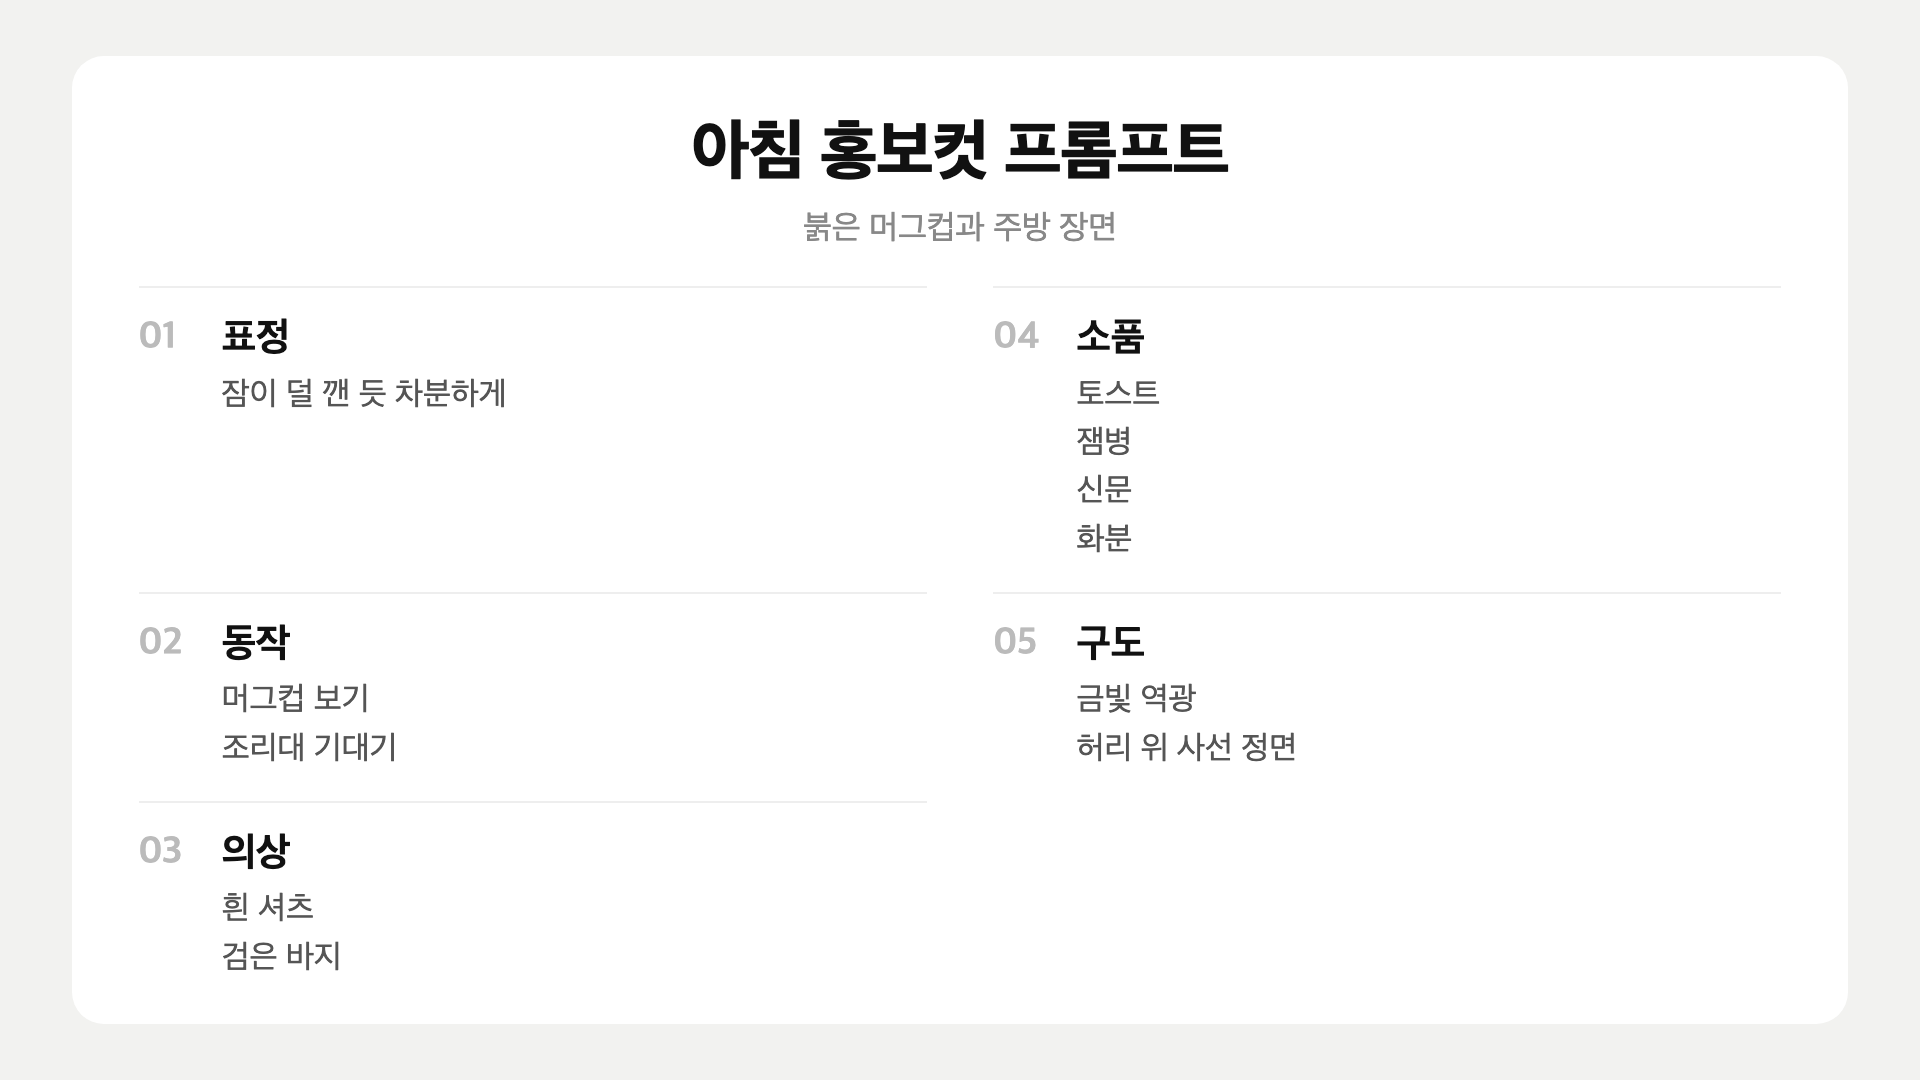 아침 홍보컷 프롬프트
붉은 머그컵과 주방 장면
01 표정
잠이 덜 깬 듯 차분하게
02 동작
머그컵 보기
조리대 기대기
03 의상
흰 셔츠
검은 바지
04 소품
토스트
잼병
신문
화분
05 구도
금빛 역광
허리 위 사선 정면